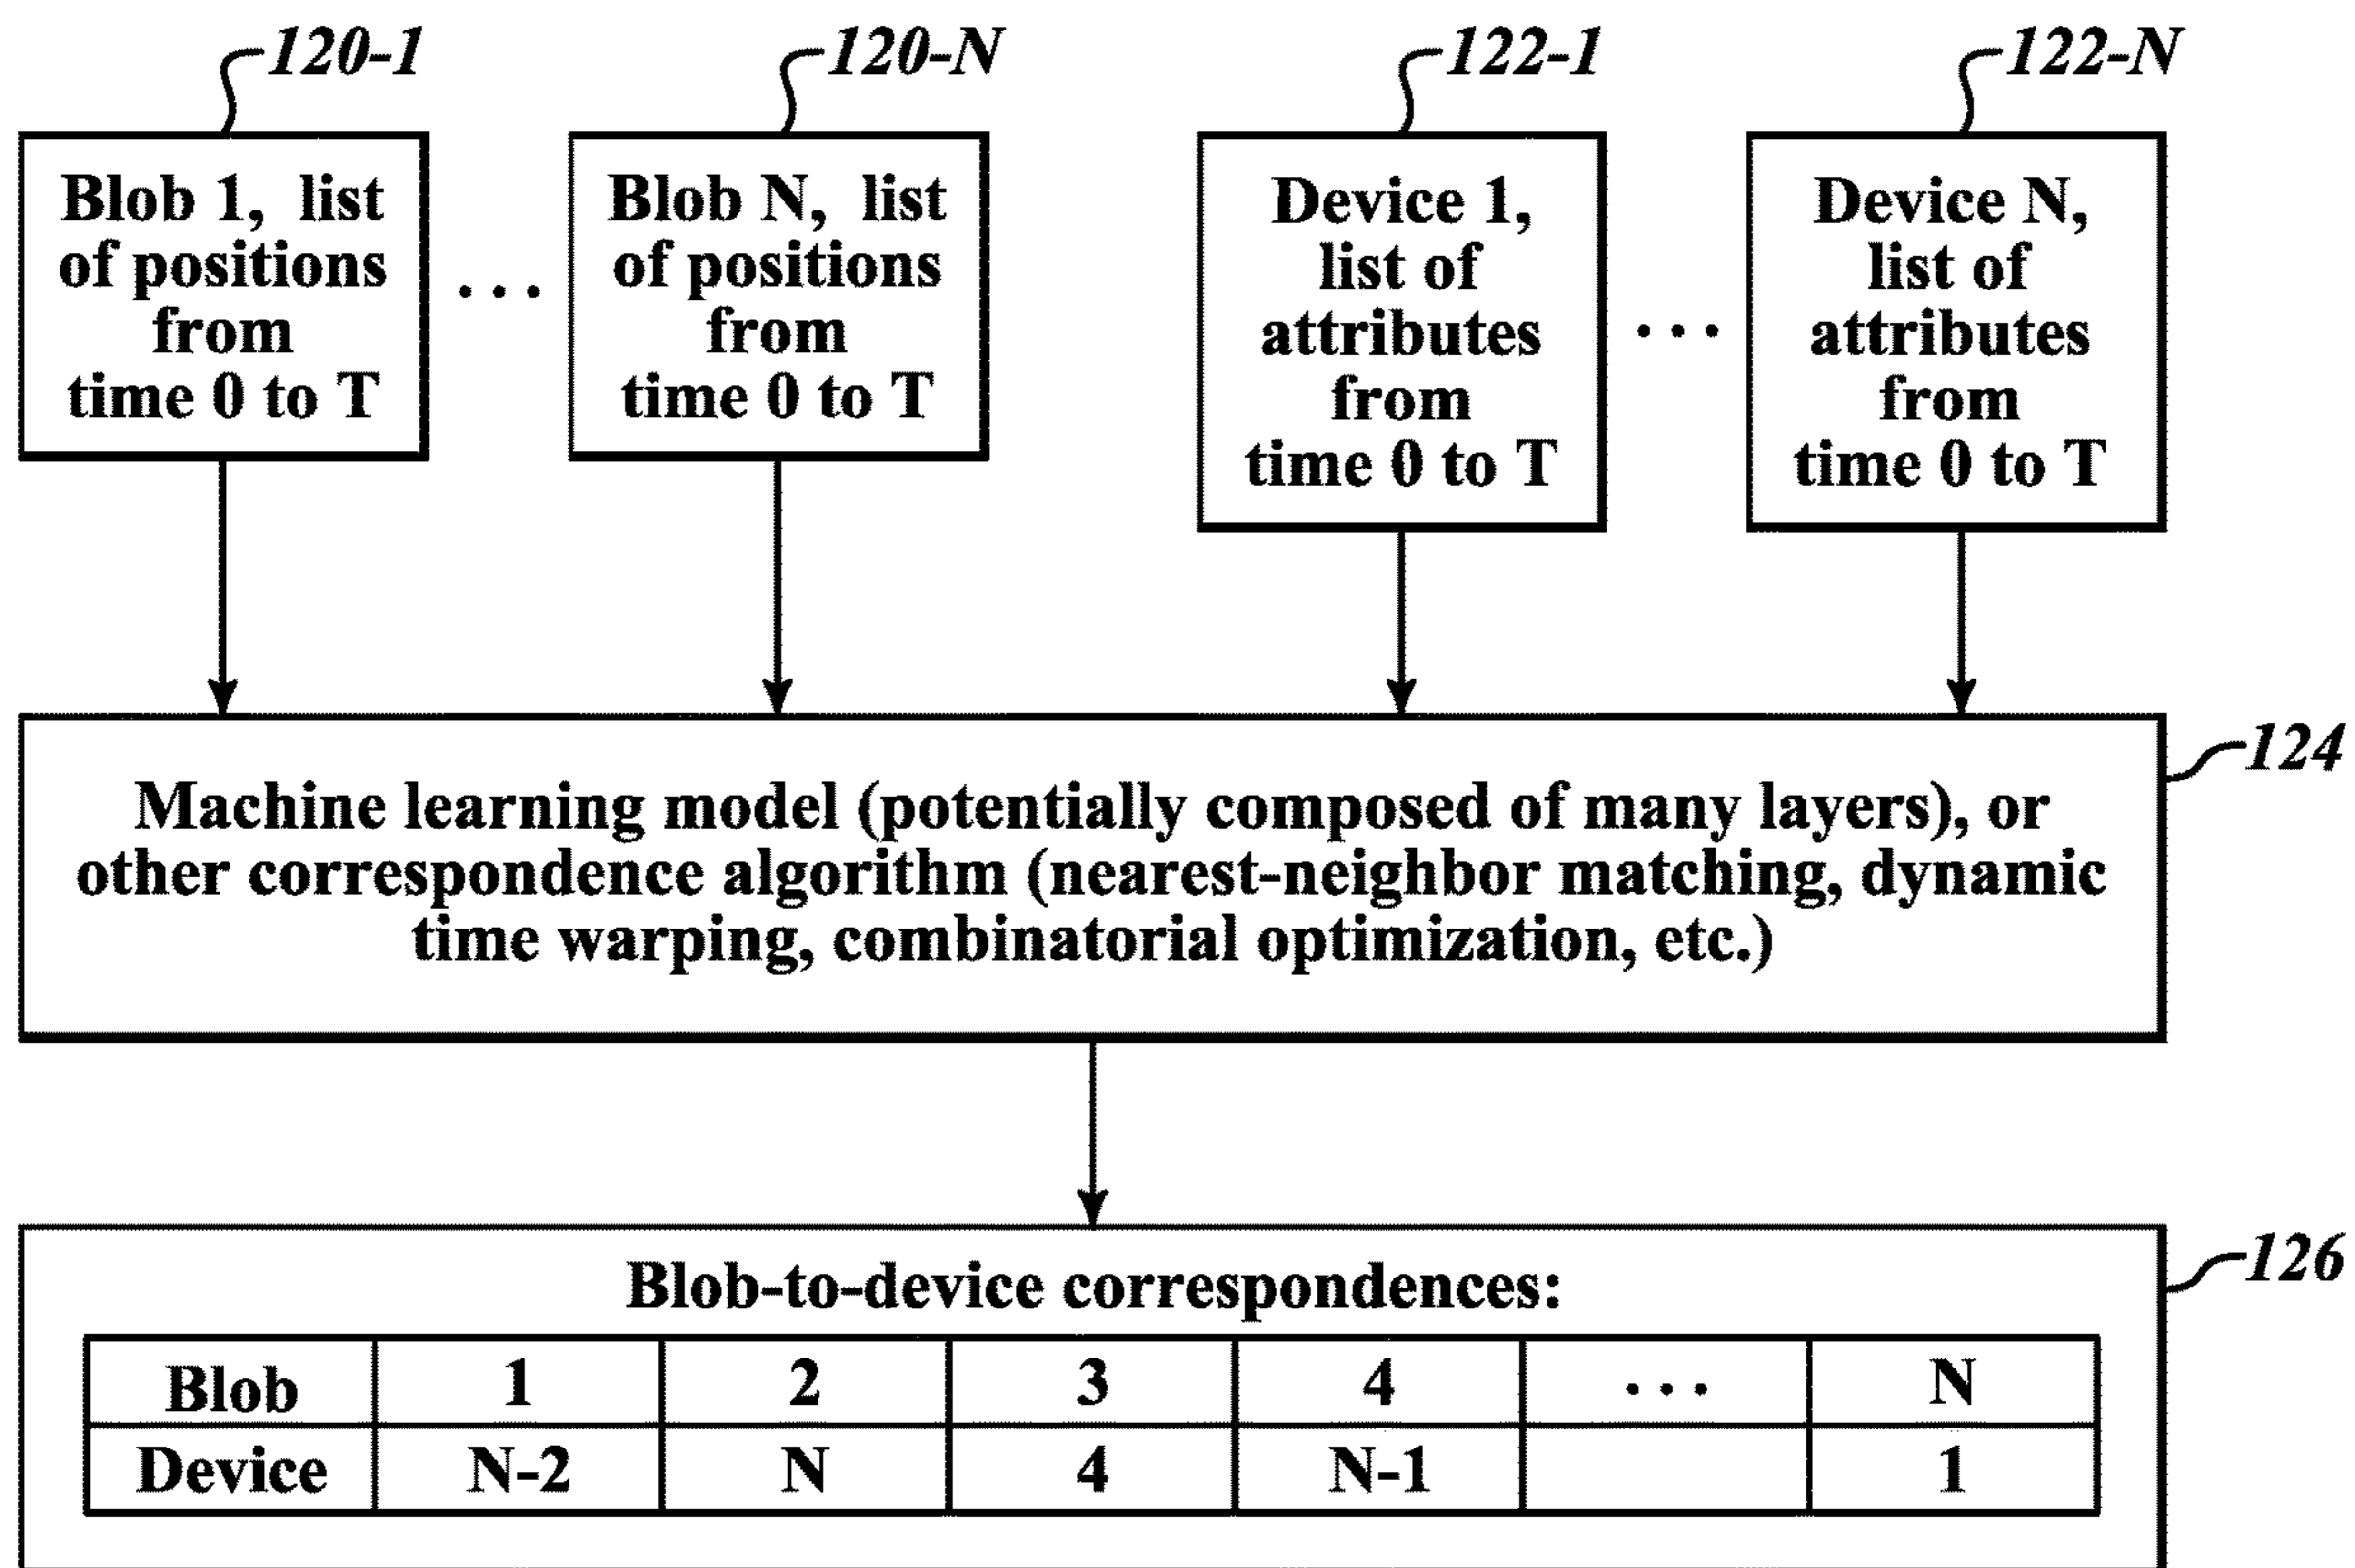 120-1
120-N
122-1
122-N
Blob 1, list
of positions
from
time 0 to T
...
Blob N, list
of positions
from
time 0 to T
Device 1,
list of
attributes
from
time 0 to T
...
Device N,
list of
attributes
from
time 0 to T
124
Machine learning model (potentially composed of many layers), or
other correspondence algorithm (nearest-neighbor matching, dynamic
time warping, combinatorial optimization, etc.)
126
Blob-to-device correspondences:
Blob 1 2 3 4 ... N
Device N-2 N 4 N-1 1